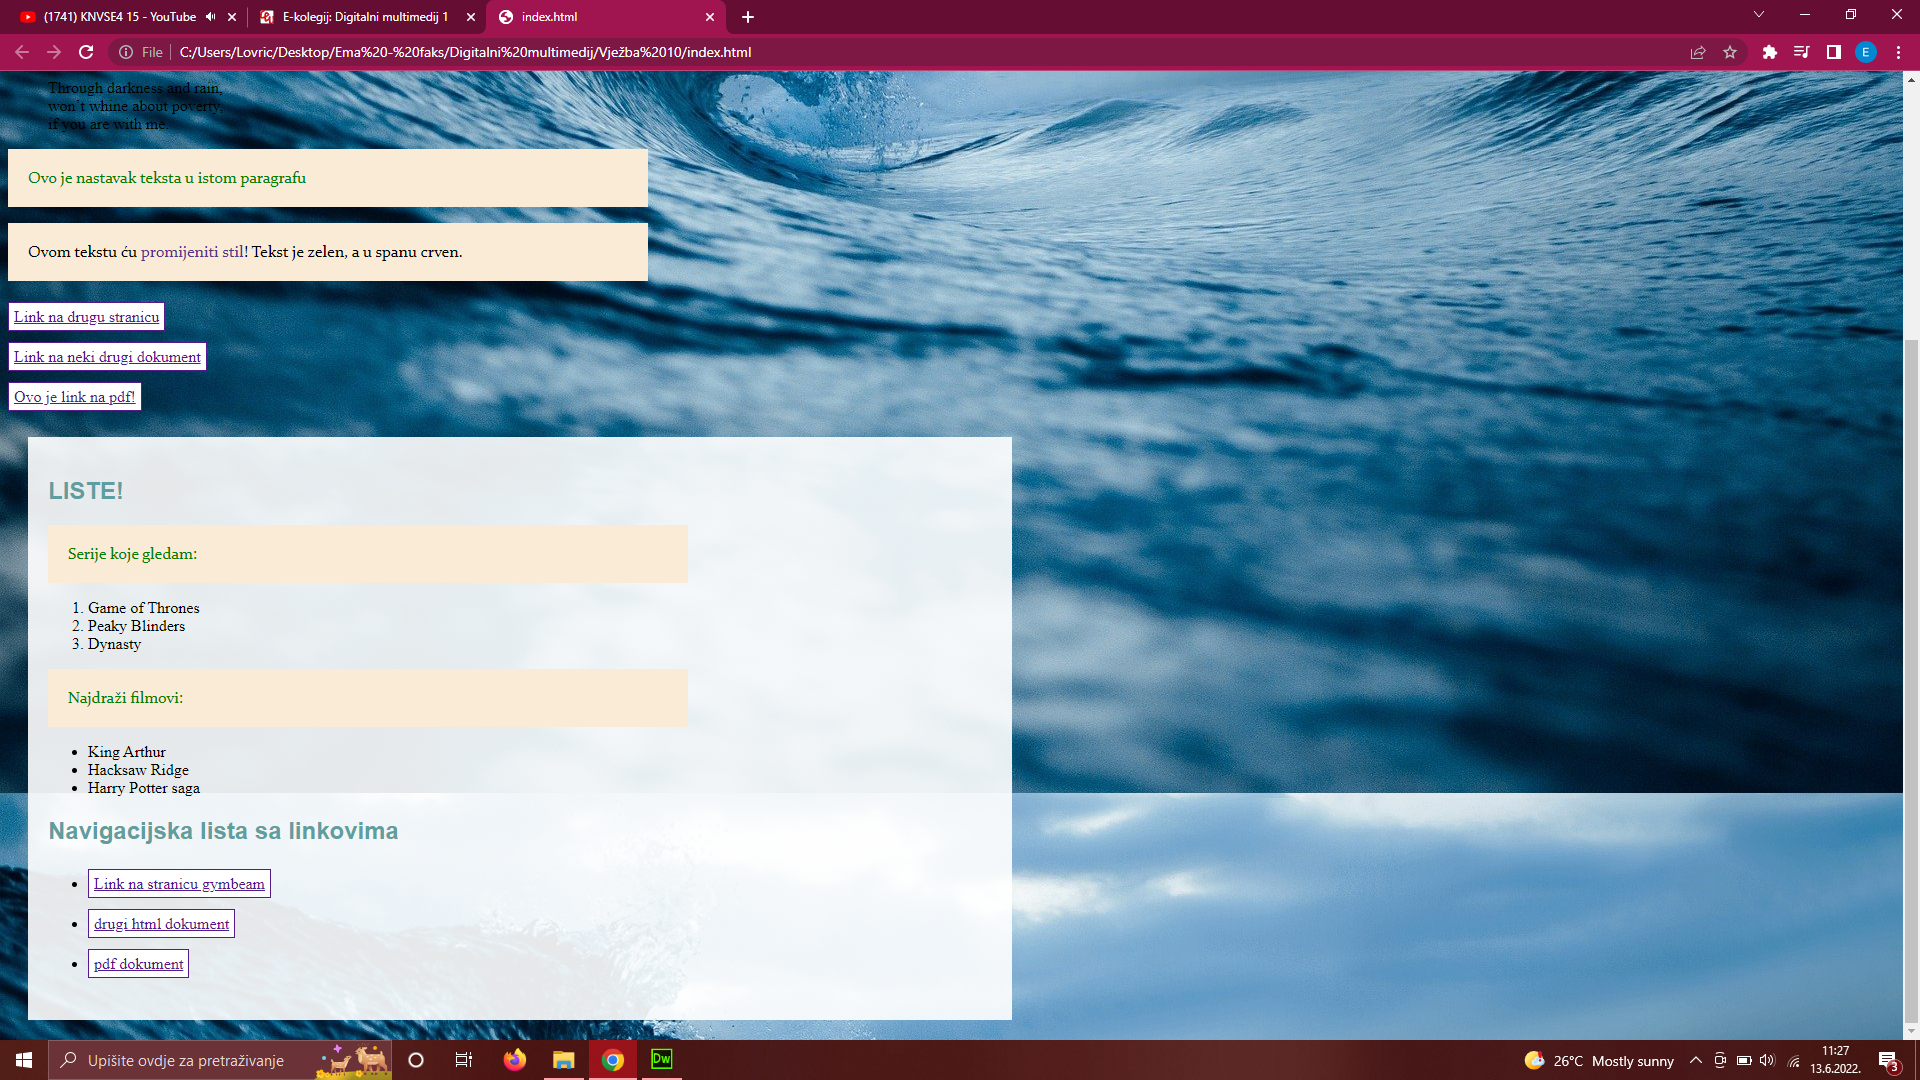 (1741) KNVSE4 15 - YouTube
E-kolegij: Digitalni multimedij 1
index.html
File
C:/Users/Lovric/Desktop/Ema%20-%20faks/Digitalni%20multimedij/Vježba%2010/index.html
E
Through darkness and rain,
won´t whine about poverty,
if you are with me.
Ovo je nastavak teksta u istom paragrafu
Ovom tekstu ću promijeniti stil! Tekst je zelen, a u spanu crven.
Link na drugu stranicu
Link na neki drugi dokument
Ovo je link na pdf!
LISTE!
Serije koje gledam:
1. Game of Thrones
2. Peaky Blinders
3. Dynasty
Najdraži filmovi:
• King Arthur
• Hacksaw Ridge
• Harry Potter saga
Navigacijska lista sa linkovima
• Link na stranicu gymbeam
• drugi html dokument
• pdf dokument
Upišite ovdje za pretraživanje
Dw
26°C Mostly sunny
11:27
13.6.2022.
3